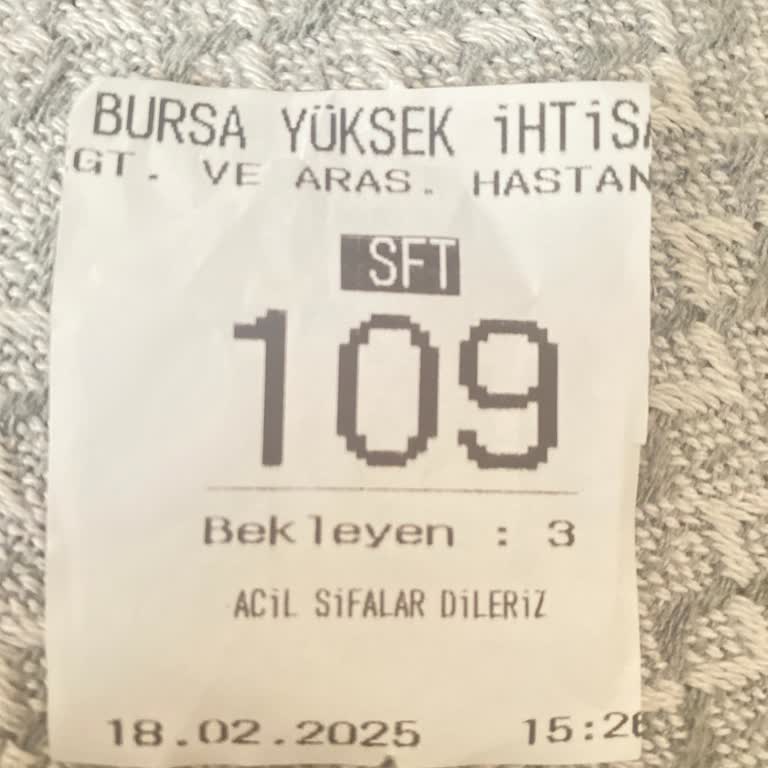 BURSA YÜKSEK İHTİSA
GT. VE ARAS. HASTAN
SFT
109
Bekleyen : 3
ACİL SİFALAR DİLERİZ
18.02.2025